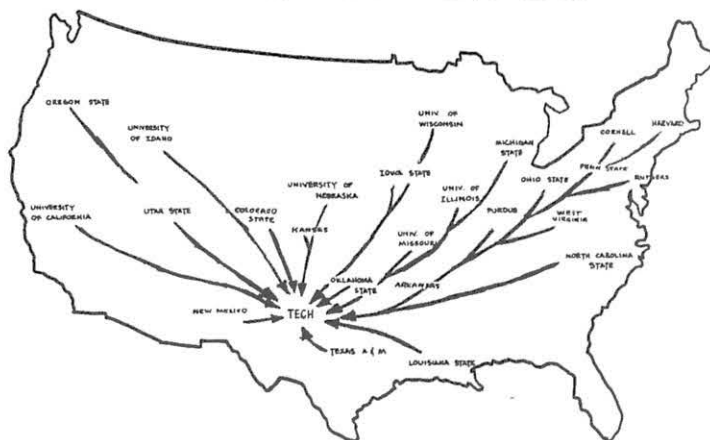 OREGON STATE
UNIVERSITY
OF IDAHO
UNIV. OF
WISCONSIN
MICHIGAN
STATE
CORNELL
HARVARD
PENN STATE
RUTGERS
OHIO STATE
IOWA STATE
UNIVERSITY OF
NEBRASKA
UNIV. OF
ILLINOIS
PURDUE
WEST
VIRGINIA
UNIVERSITY
OF CALIFORNIA
UTAH STATE
COLORADO
STATE
KANSAS
UNIV. OF
MISSOURI
NORTH CAROLINA
STATE
OKLAHOMA
STATE
ARKANSAS
NEW MEXICO
TECH
TEXAS A & M
LOUISIANA STATE